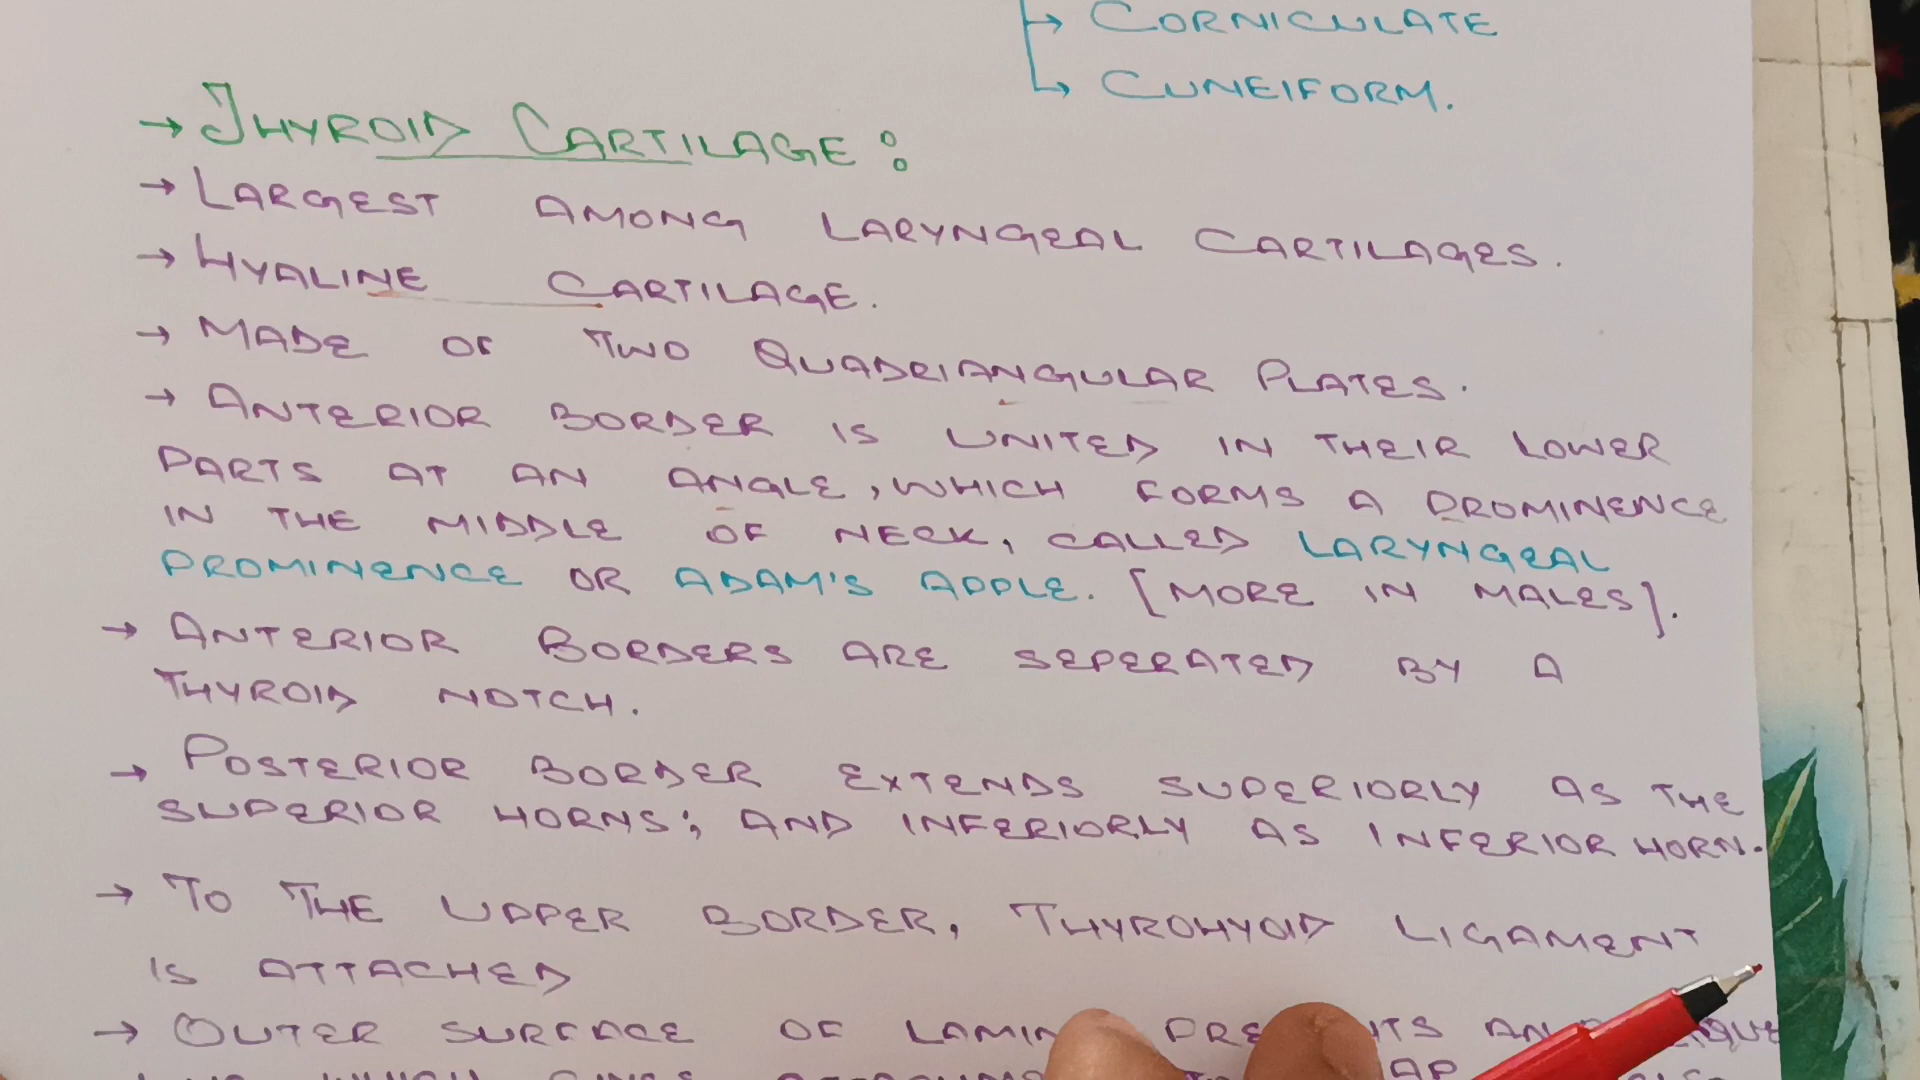 → CORNICULATE
↳ CUNEIFORM.
→ THYROID CARTILAGE:
→ LARGEST AMONG LARYNGEAL CARTILAGES.
→ HYALINE CARTILAGE.
→ MADE OF TWO QUADRIANGULAR PLATES.
→ ANTERIOR BORDER IS UNITED IN THEIR LOWER
PARTS AT AN ANGLE, WHICH FORMS A PROMINENCE
IN THE MIDDLE OF NECK, CALLED LARYNGEAL
PROMINENCE OR ADAM'S APPLE. [MORE IN MALES].
→ ANTERIOR BORDERS ARE SEPERATED BY A
THYROID NOTCH.
→ POSTERIOR BORDER EXTENDS SUPERIORLY AS THE
SUPERIOR HORNS; AND INFERIORLY AS INFERIOR HORN.
→ TO THE UPPER BORDER, THYROHYOID LIGAMENT
IS ATTACHED
→ OUTER SURFACE OF